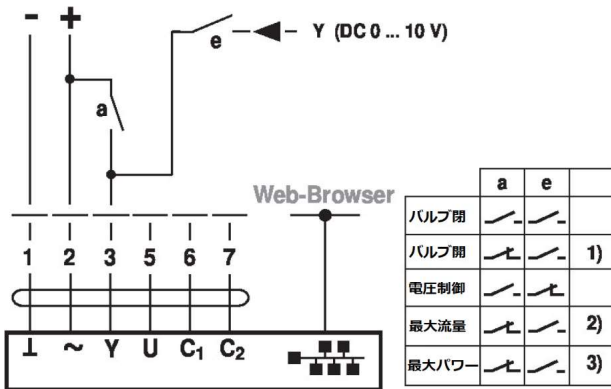 - +
e
Y (DC 0 ... 10 V)
a
Web-Browser
1 2 3 5 6 7
⊥ ~ Y U C1 C2
a e
バルブ閉
バルブ開 1)
電圧制御
最大流量 2)
最大パワー 3)